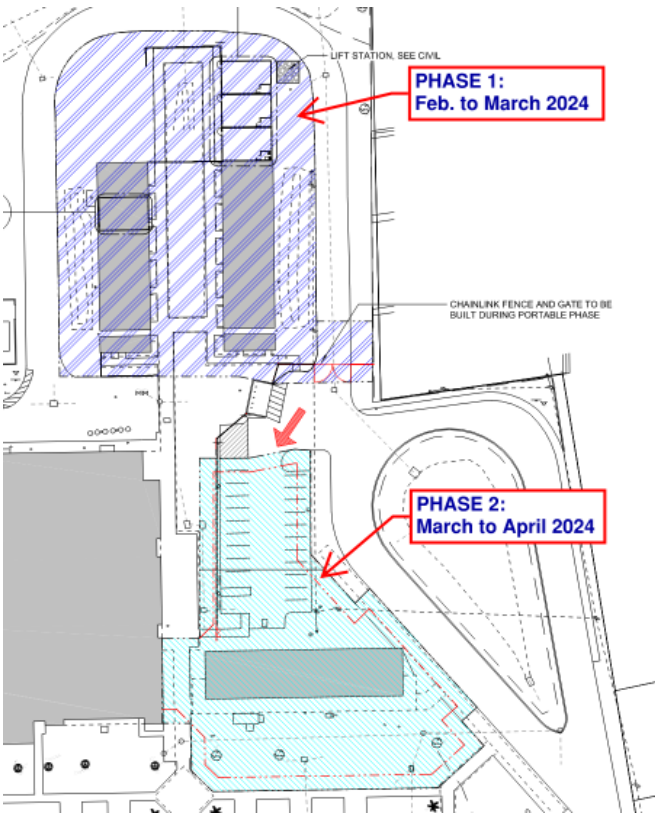 LIFT STATION, SEE CIVIL
PHASE 1:
Feb. to March 2024
CHAINLINK FENCE AND GATE TO BE
BUILT DURING PORTABLE PHASE
PHASE 2:
March to April 2024